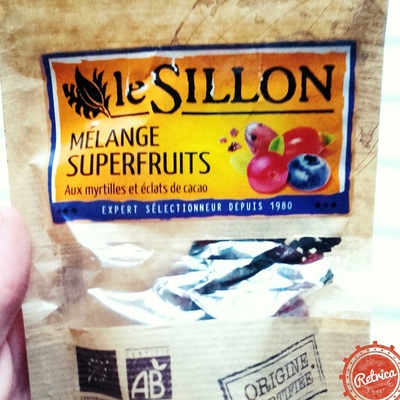 le SILLON
MÉLANGE
SUPERFRUITS
Aux myrtilles et éclats de cacao
EXPERT SÉLECTIONNEUR DEPUIS 1980
AB
ORIGINE
Retrica